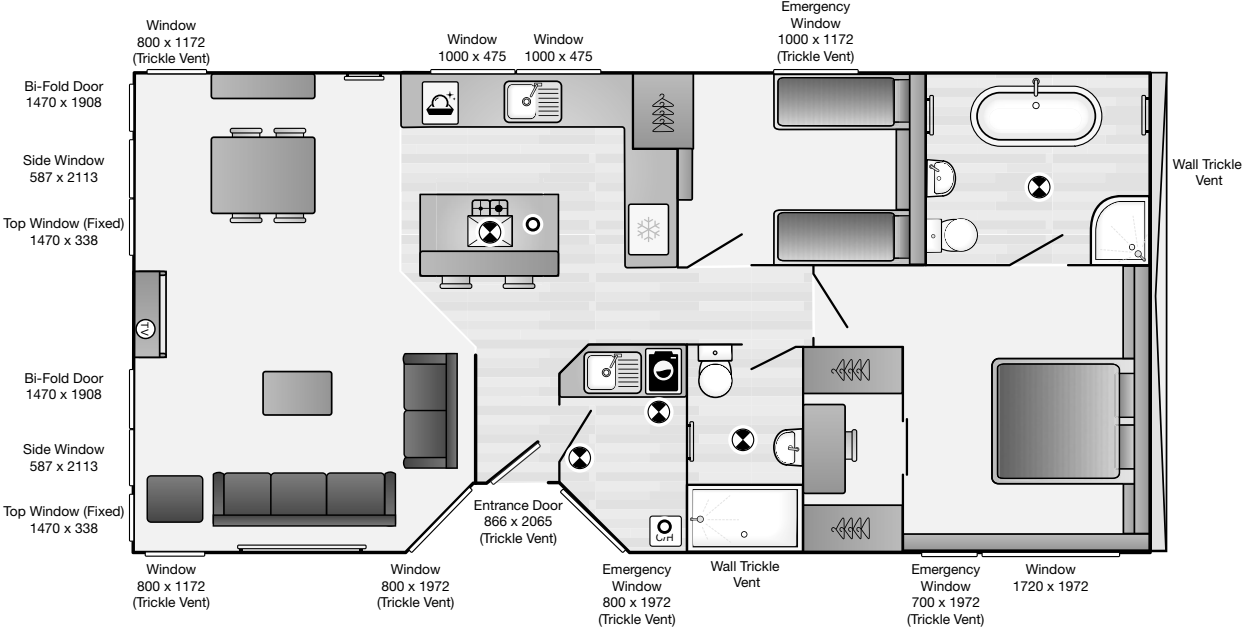 Window
800 x 1172
(Trickle Vent)
Window
1000 x 475
Window
1000 x 475
Emergency
Window
1000 x 1172
(Trickle Vent)
Bi-Fold Door
1470 x 1908
Side Window
587 x 2113
Top Window (Fixed)
1470 x 338
Wall Trickle
Vent
TV
Bi-Fold Door
1470 x 1908
Side Window
587 x 2113
Top Window (Fixed)
1470 x 338
Entrance Door
866 x 2065
(Trickle Vent)
C/H
Window
800 x 1172
(Trickle Vent)
Window
800 x 1972
(Trickle Vent)
Emergency
Window
800 x 1972
(Trickle Vent)
Wall Trickle
Vent
Emergency
Window
700 x 1972
(Trickle Vent)
Window
1720 x 1972